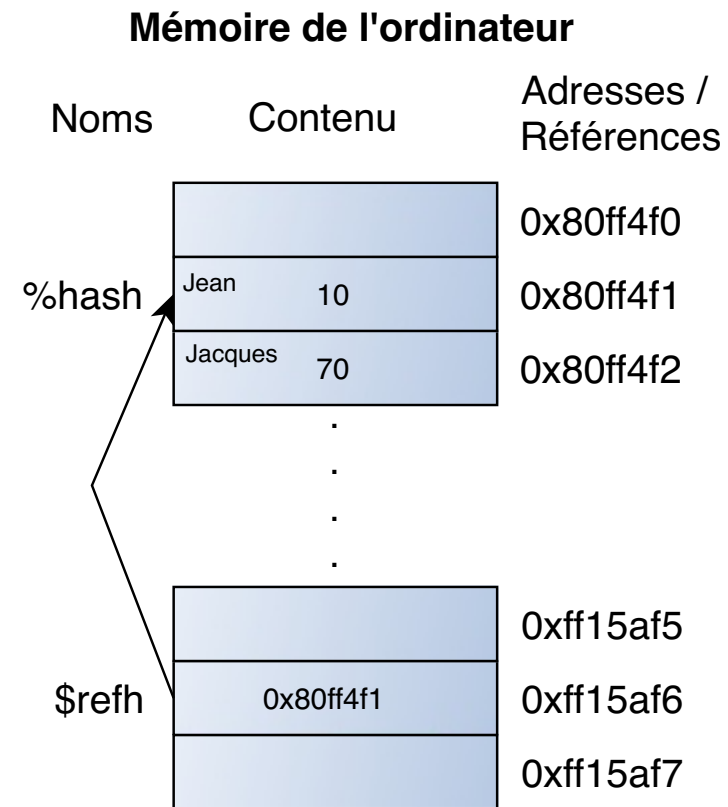 Mémoire de l'ordinateur
Noms Contenu Adresses /
Références
0x80ff4f0
%hash Jean 10 0x80ff4f1
Jacques 70 0x80ff4f2
.
.
.
.
0xff15af5
$refh 0x80ff4f1 0xff15af6
0xff15af7